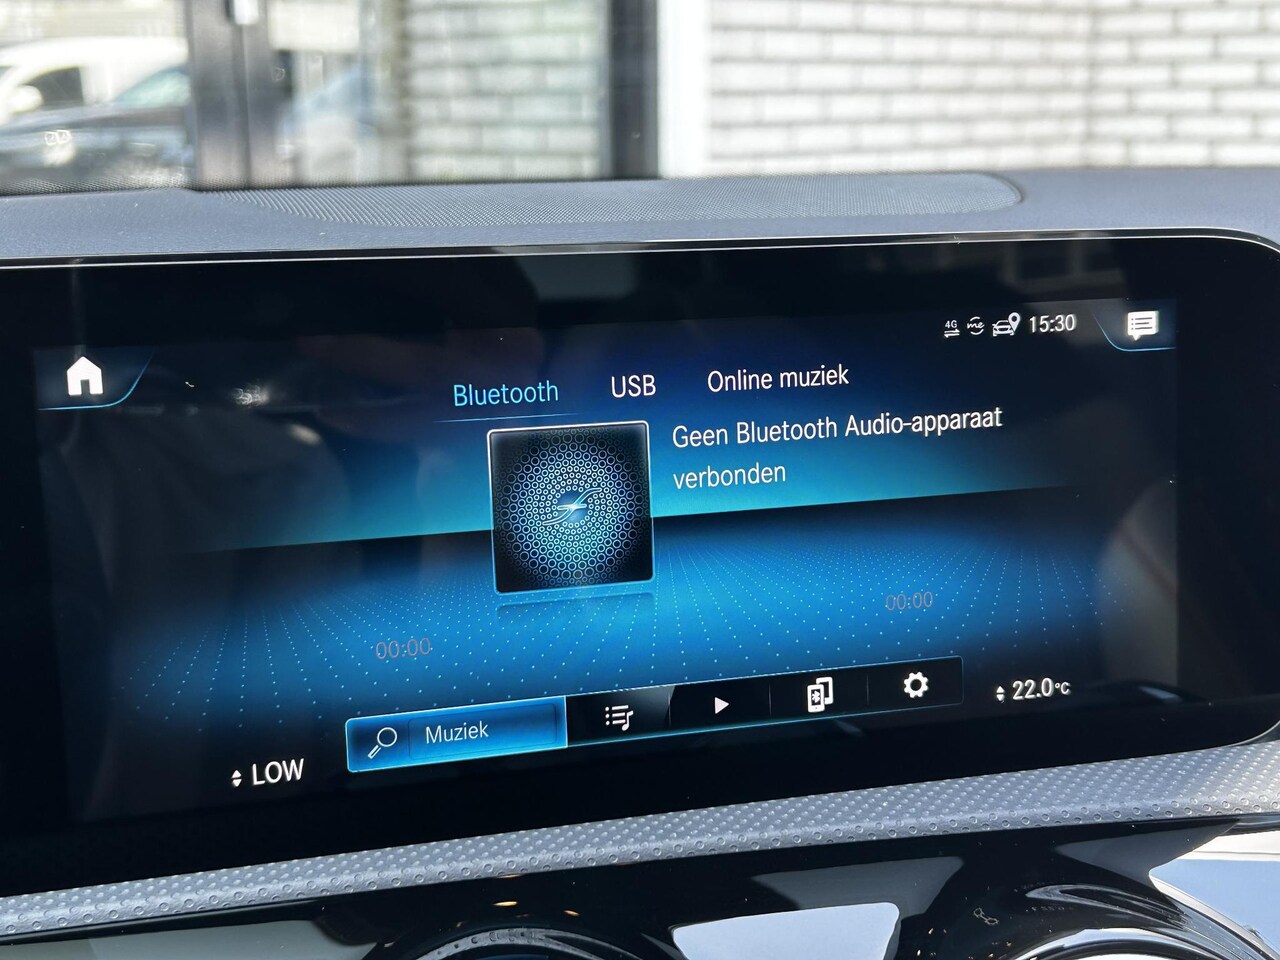 4G me 15:30
Bluetooth USB Online muziek
Geen Bluetooth Audio-apparaat
verbonden
00:00 00:00
Muziek
LOW 22.0°C